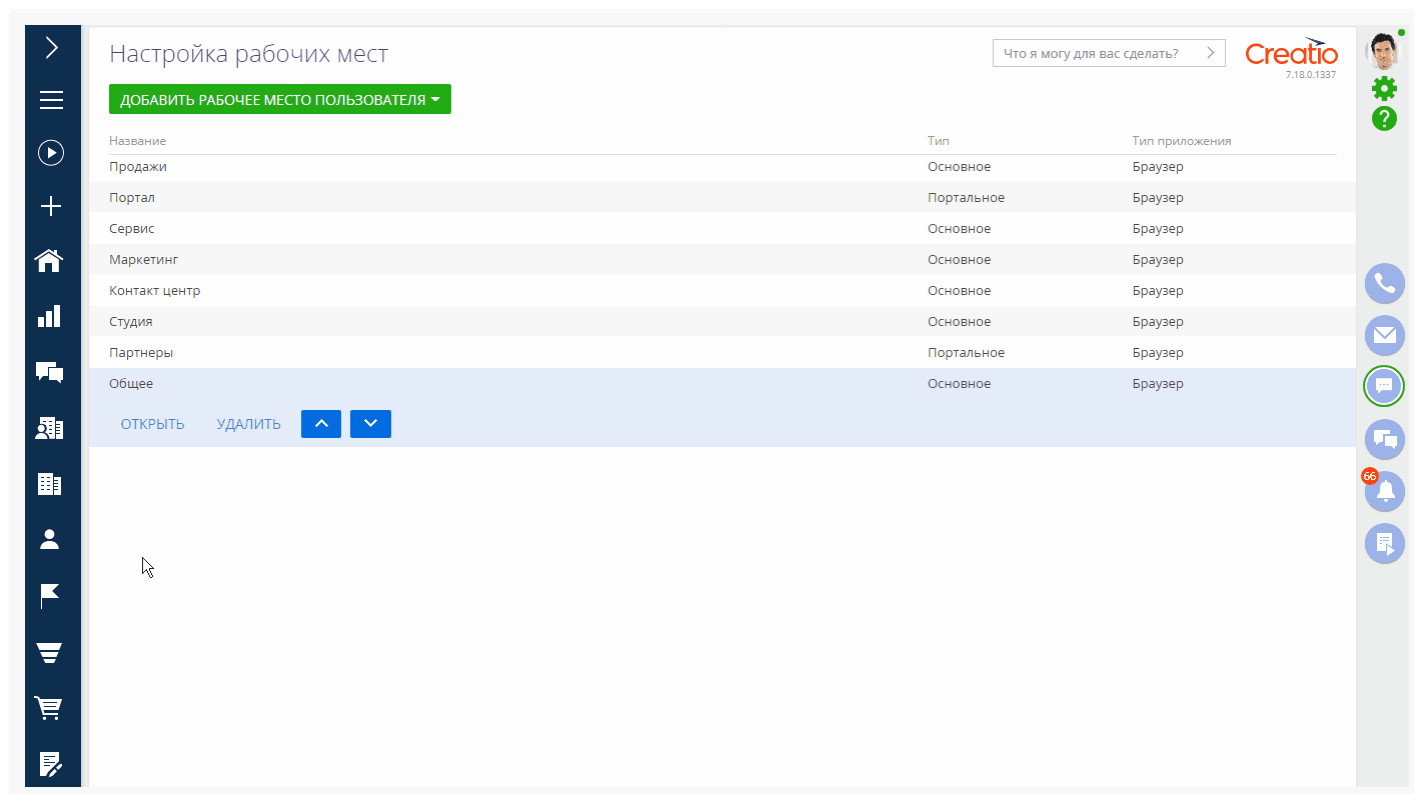 Настройка рабочих мест
Что я могу для вас сделать?
Creatio
7.18.0.1337
ДОБАВИТЬ РАБОЧЕЕ МЕСТО ПОЛЬЗОВАТЕЛЯ
Название Тип Тип приложения
Продажи Основное Браузер
Портал Портальное Браузер
Сервис Основное Браузер
Маркетинг Основное Браузер
Контакт центр Основное Браузер
Студия Основное Браузер
Партнеры Портальное Браузер
Общее Основное Браузер
ОТКРЫТЬ УДАЛИТЬ
66